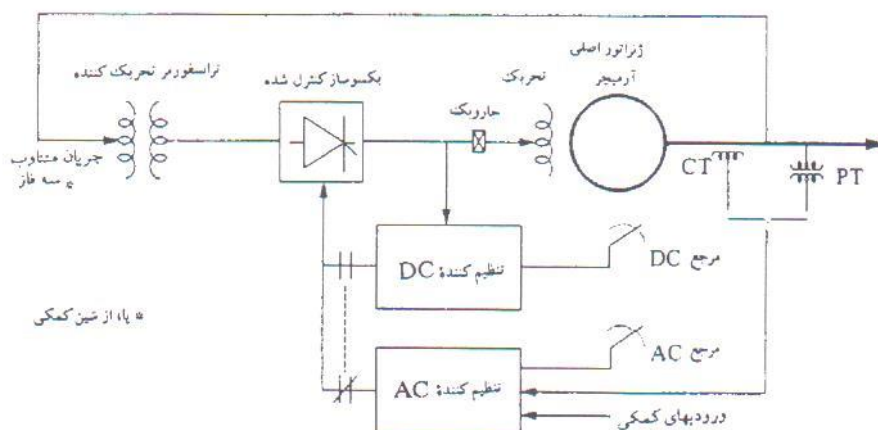 ژنراتور اصلی
آرمیچر
تحریک
یکسوساز کنترل شده
ترانسفورمر تحریک کننده
جاروبک
جریان متناوب
سه فاز *
CT
PT
تنظیم کنندهٔ DC
مرجع DC
* یا، از شین کمکی
مرجع AC
تنظیم کنندهٔ AC
ورودیهای کمکی